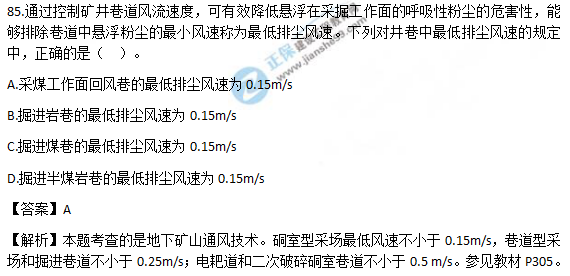 85.通过控制矿井巷道风流速度，可有效降低悬浮在采掘工作面的呼吸性粉尘的危害性，能
够排除巷道中悬浮粉尘的最小风速称为最低排尘风速。下列对井巷中最低排尘风速的规定
中，正确的是（ ）。
A.采煤工作面回风巷的最低排尘风速为 0.15m/s
B.掘进岩巷的最低排尘风速为 0.15m/s
C.掘进煤巷的最低排尘风速为 0.15m/s
D.掘进半煤岩巷的最低排尘风速为 0.15m/s
【答案】A
【解析】本题考查的是地下矿山通风技术。硐室型采场最低风速不小于 0.15m/s，巷道型采
场和掘进巷道不小于 0.25m/s；电耙道和二次破碎硐室巷道不小于 0.5 m/s。参见教材 P305。